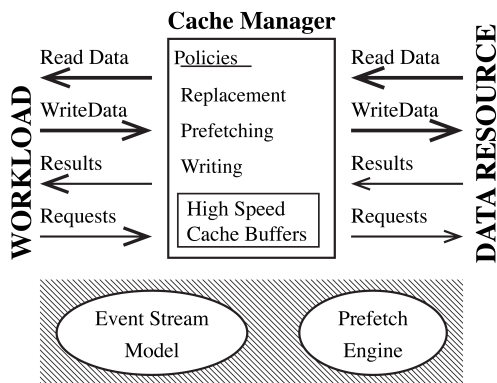 Cache Manager
WORKLOAD
Read Data
WriteData
Results
Requests
Policies
Replacement
Prefetching
Writing
High Speed
Cache Buffers
Read Data
WriteData
Results
Requests
DATA RESOURCE
Event Stream
Model
Prefetch
Engine